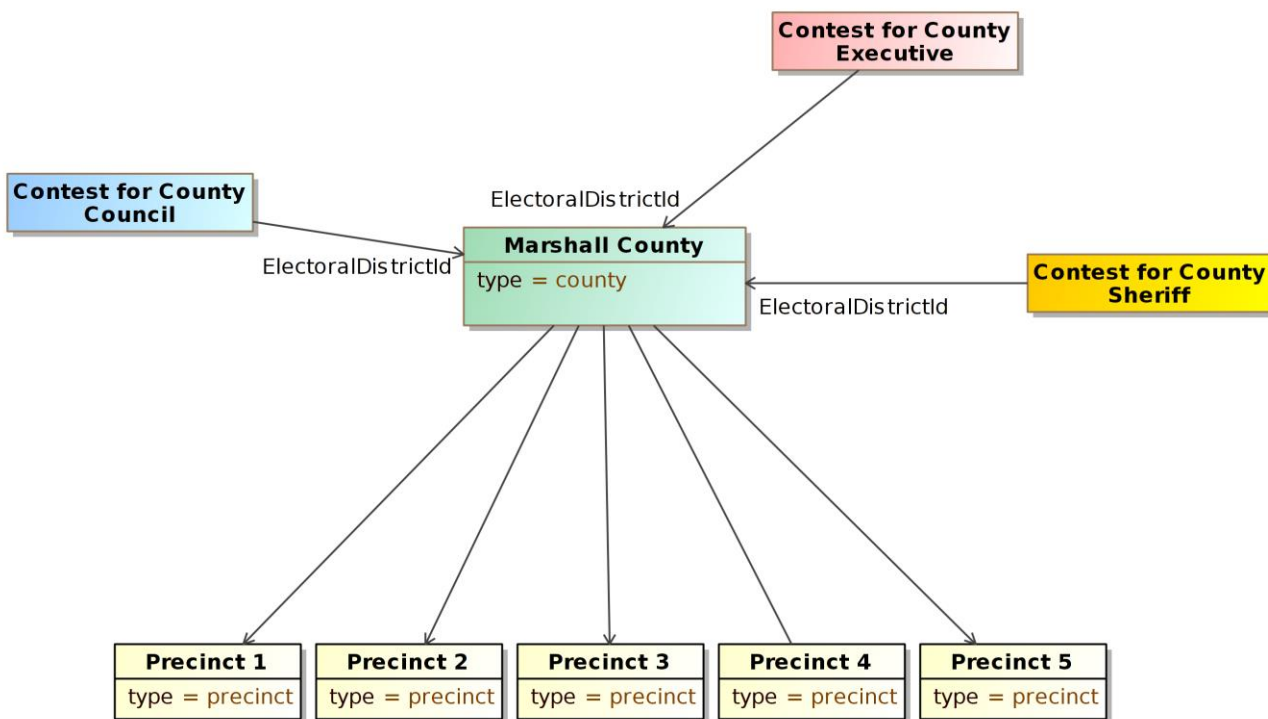 Contest for County
Executive
Contest for County
Council
ElectoralDistrictId
ElectoralDistrictId
Marshall County
type = county
Contest for County
Sheriff
ElectoralDistrictId
Precinct 1
type = precinct
Precinct 2
type = precinct
Precinct 3
type = precinct
Precinct 4
type = precinct
Precinct 5
type = precinct